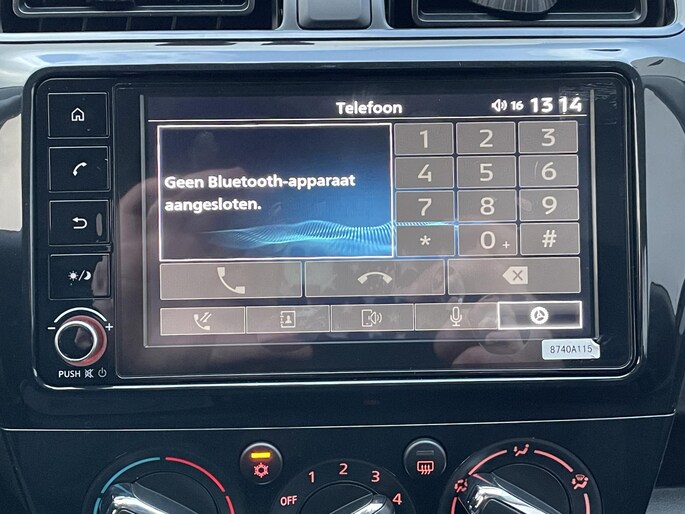 Telefoon
16 13 14
Geen Bluetooth-apparaat
aangesloten.
1 2 3
4 5 6
7 8 9
* 0 + #
8740A115
PUSH
OFF 1 2 3 4